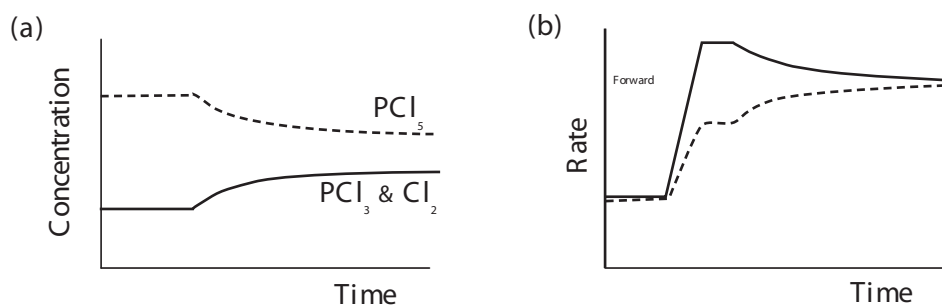 (a)
Concentration
PCl₅
PCl₃ & Cl₂
Time
(b)
Rate
Forward
Time